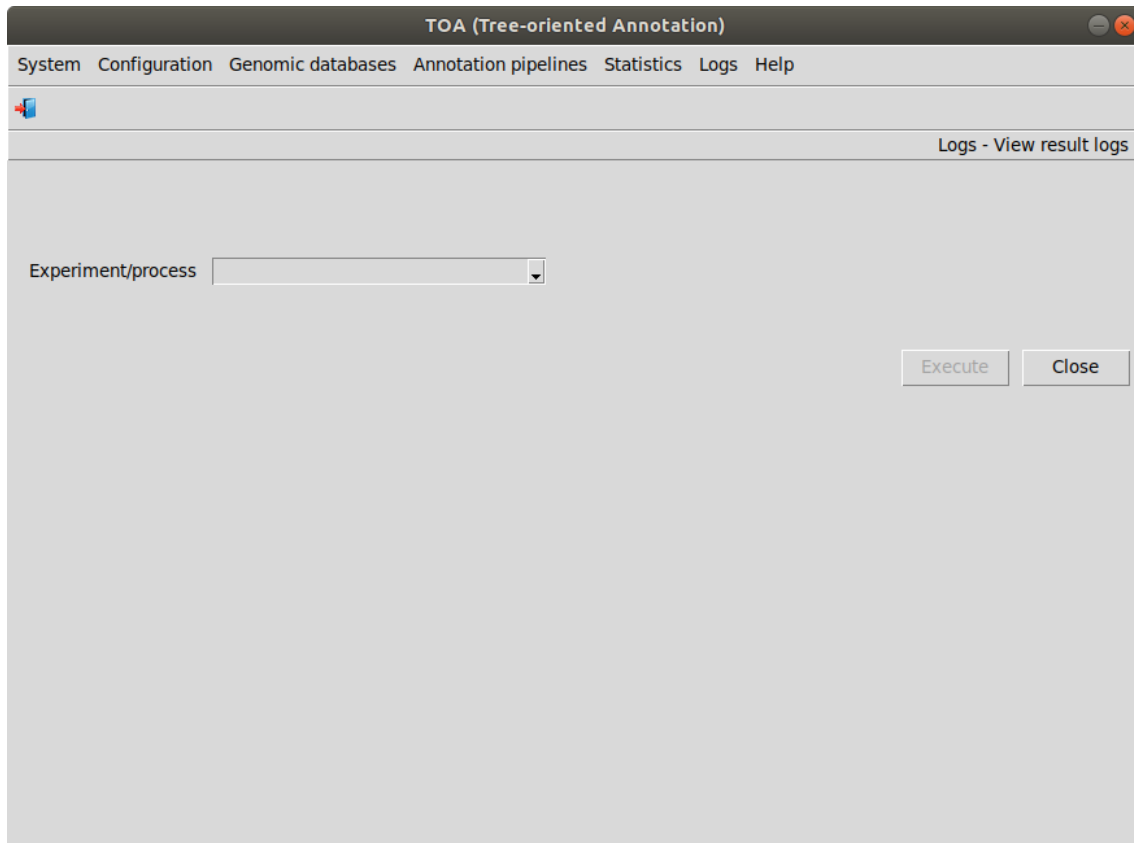 TOA (Tree-oriented Annotation)
System Configuration Genomic databases Annotation pipelines Statistics Logs Help
Logs - View result logs
Experiment/process
Execute Close